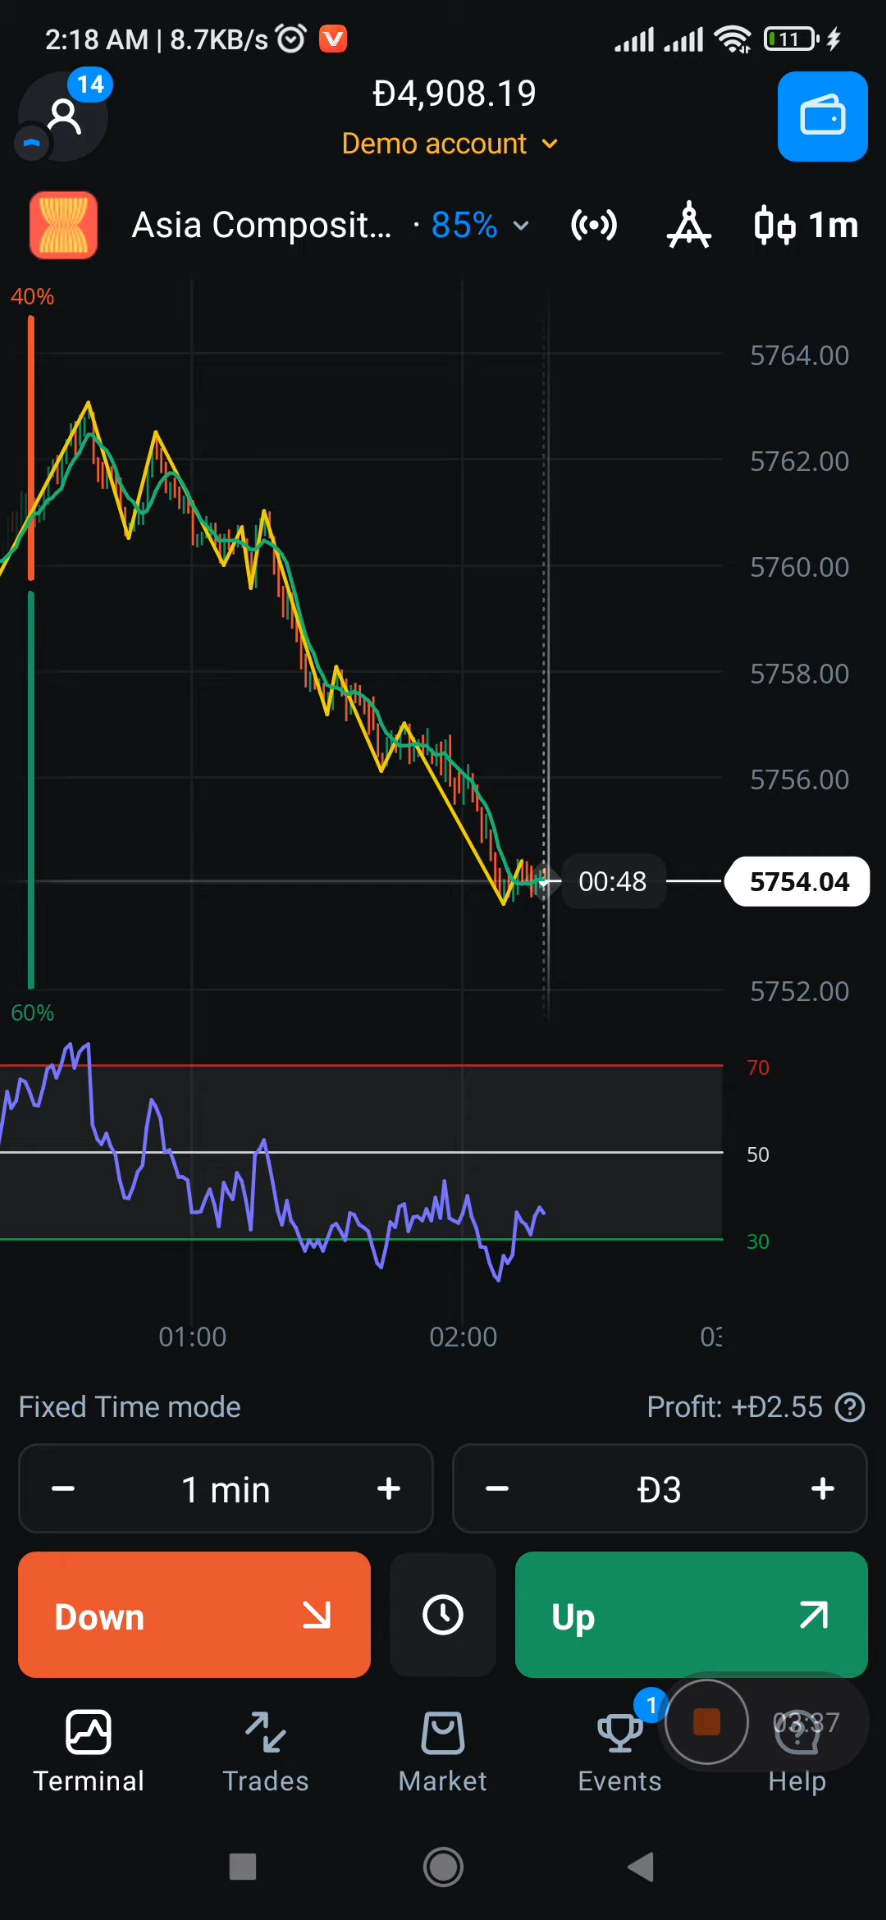 2:18 AM | 8.7KB/s 11
14
Đ4,908.19
Demo account
Asia Composit... · 85% 1m
40%
5764.00
5762.00
5760.00
5758.00
5756.00
00:48 5754.04
5752.00
60%
70
50
30
01:00 02:00
Fixed Time mode Profit: +Đ2.55 ?
− 1 min + − Đ3 +
Down Up
1
03:37
Terminal Trades Market Events Help